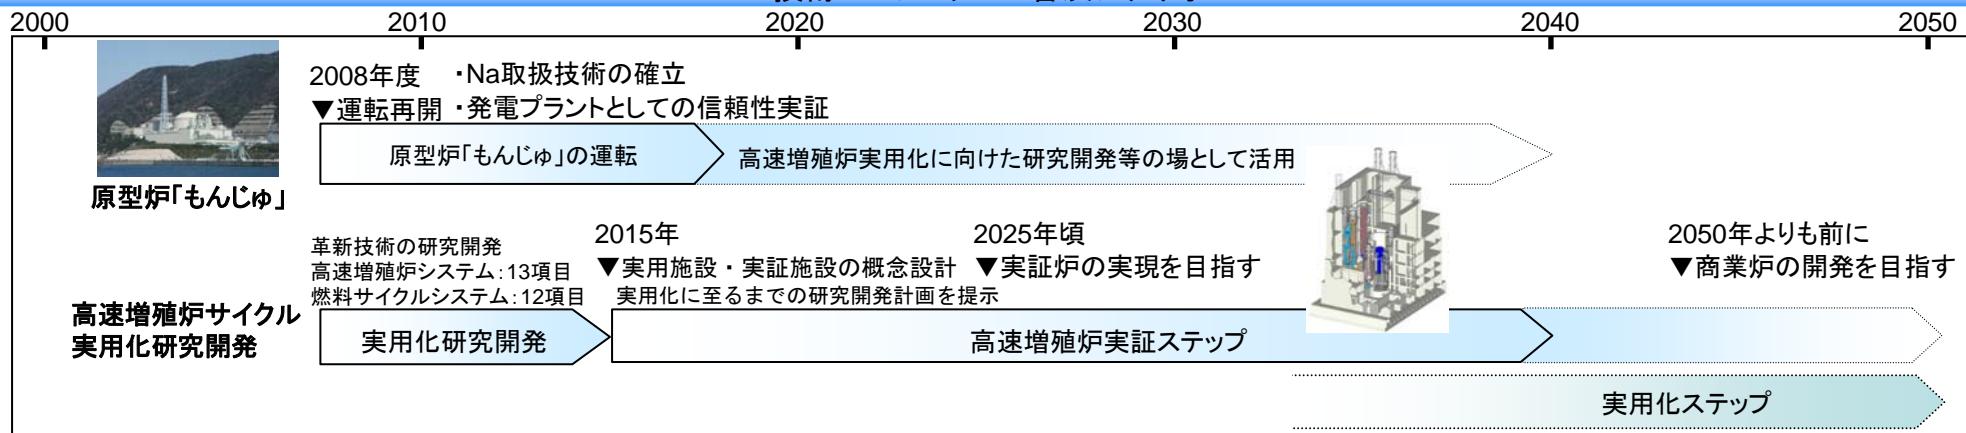 2000 2010 2020 2030 2040 2050
2008年度 ・Na取扱技術の確立
▼運転再開 ・発電プラントとしての信頼性実証
原型炉「もんじゅ」の運転
高速増殖炉実用化に向けた研究開発等の場として活用
原型炉「もんじゅ」
革新技術の研究開発
高速増殖炉システム:13項目
燃料サイクルシステム:12項目
2015年
▼実用施設・実証施設の概念設計
実用化に至るまでの研究開発計画を提示
2025年頃
▼実証炉の実現を目指す
2050年よりも前に
▼商業炉の開発を目指す
高速増殖炉サイクル
実用化研究開発
実用化研究開発
高速増殖炉実証ステップ
実用化ステップ